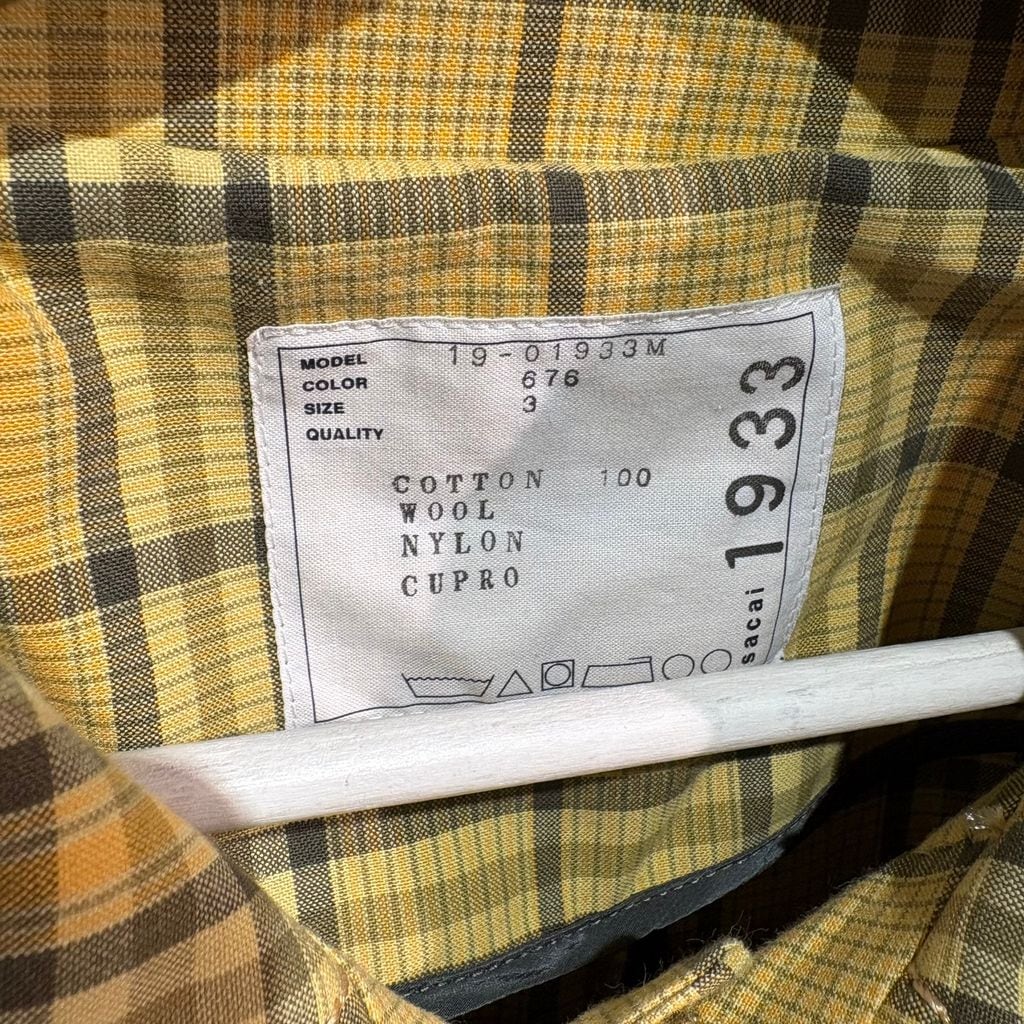 MODEL 19-01933M
COLOR 676
SIZE 3
QUALITY
COTTON 100
WOOL
NYLON
CUPRO
sacai 1933